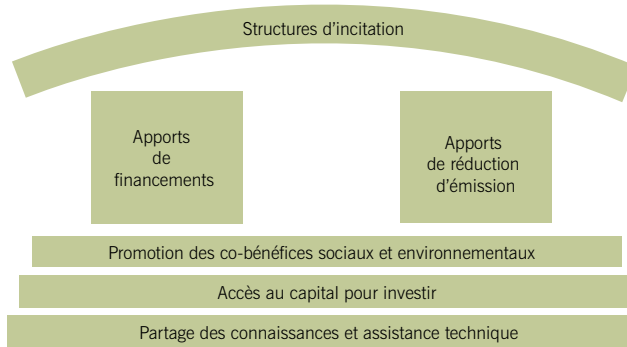 Structures d'incitation
Apports
de
financements
Apports
de réduction
d'émission
Promotion des co-bénéfices sociaux et environnementaux
Accès au capital pour investir
Partage des connaissances et assistance technique